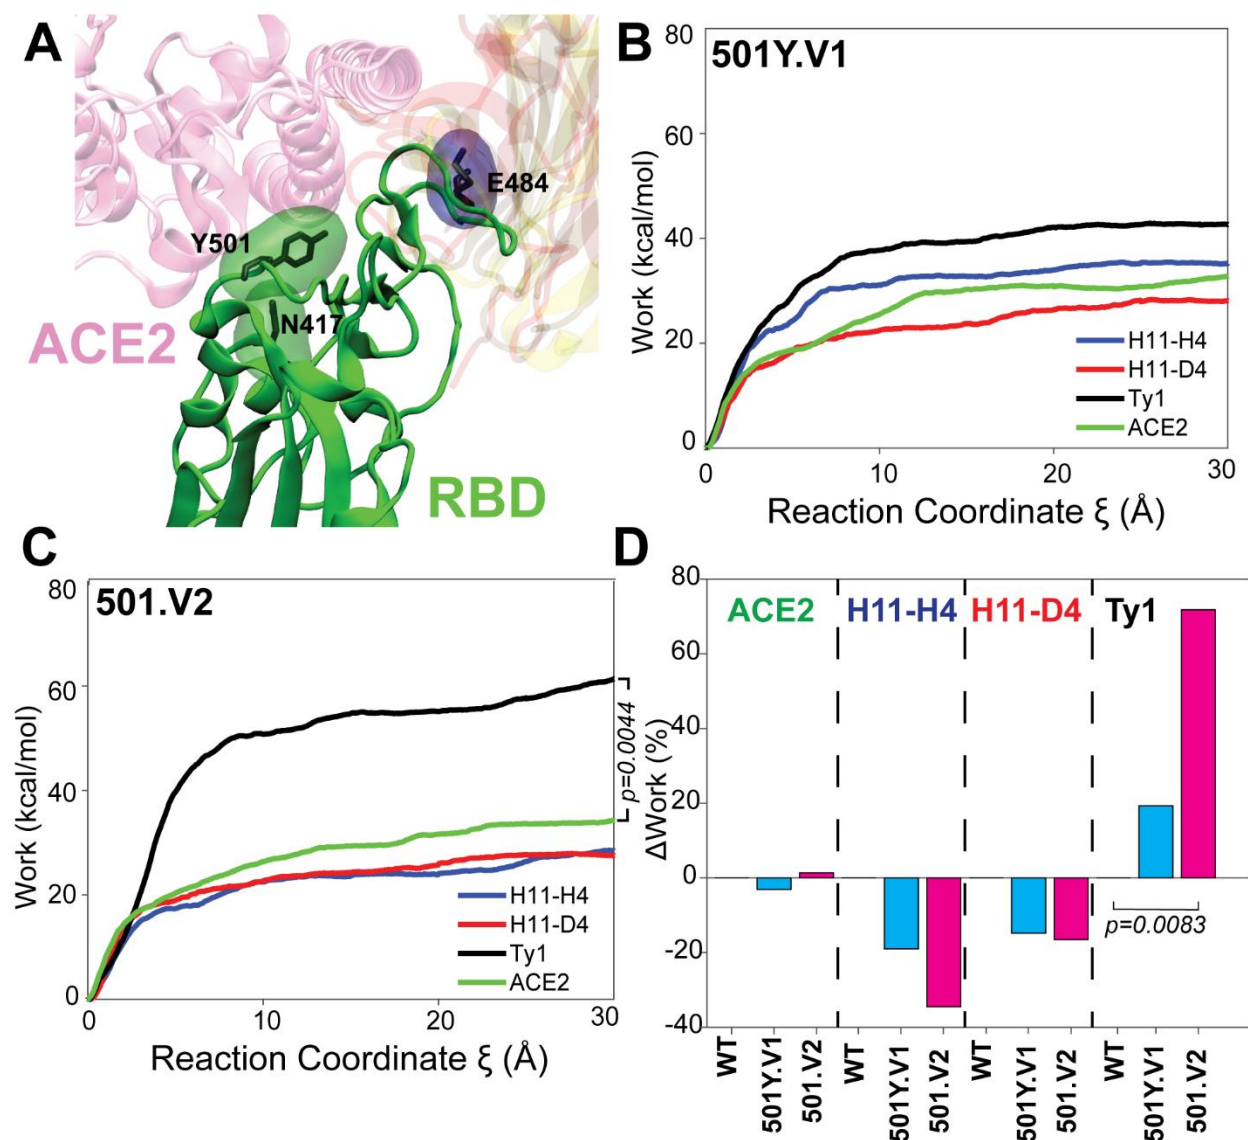 A
E484
Y501
N417
ACE2
RBD
B
501Y.V1
80
60
40
20
0
Work (kcal/mol)
H11-H4
H11-D4
Ty1
ACE2
0
10
20
30
Reaction Coordinate ξ (Å)
C
501.V2
80
60
40
20
0
Work (kcal/mol)
p=0.0044
H11-H4
H11-D4
Ty1
ACE2
0
10
20
30
Reaction Coordinate ξ (Å)
D
80
60
40
20
0
-20
-40
ΔWork (%)
ACE2
H11-H4
H11-D4
Ty1
p=0.0083
WT
501Y.V1
501.V2
WT
501Y.V1
501.V2
WT
501Y.V1
501.V2
WT
501Y.V1
501.V2